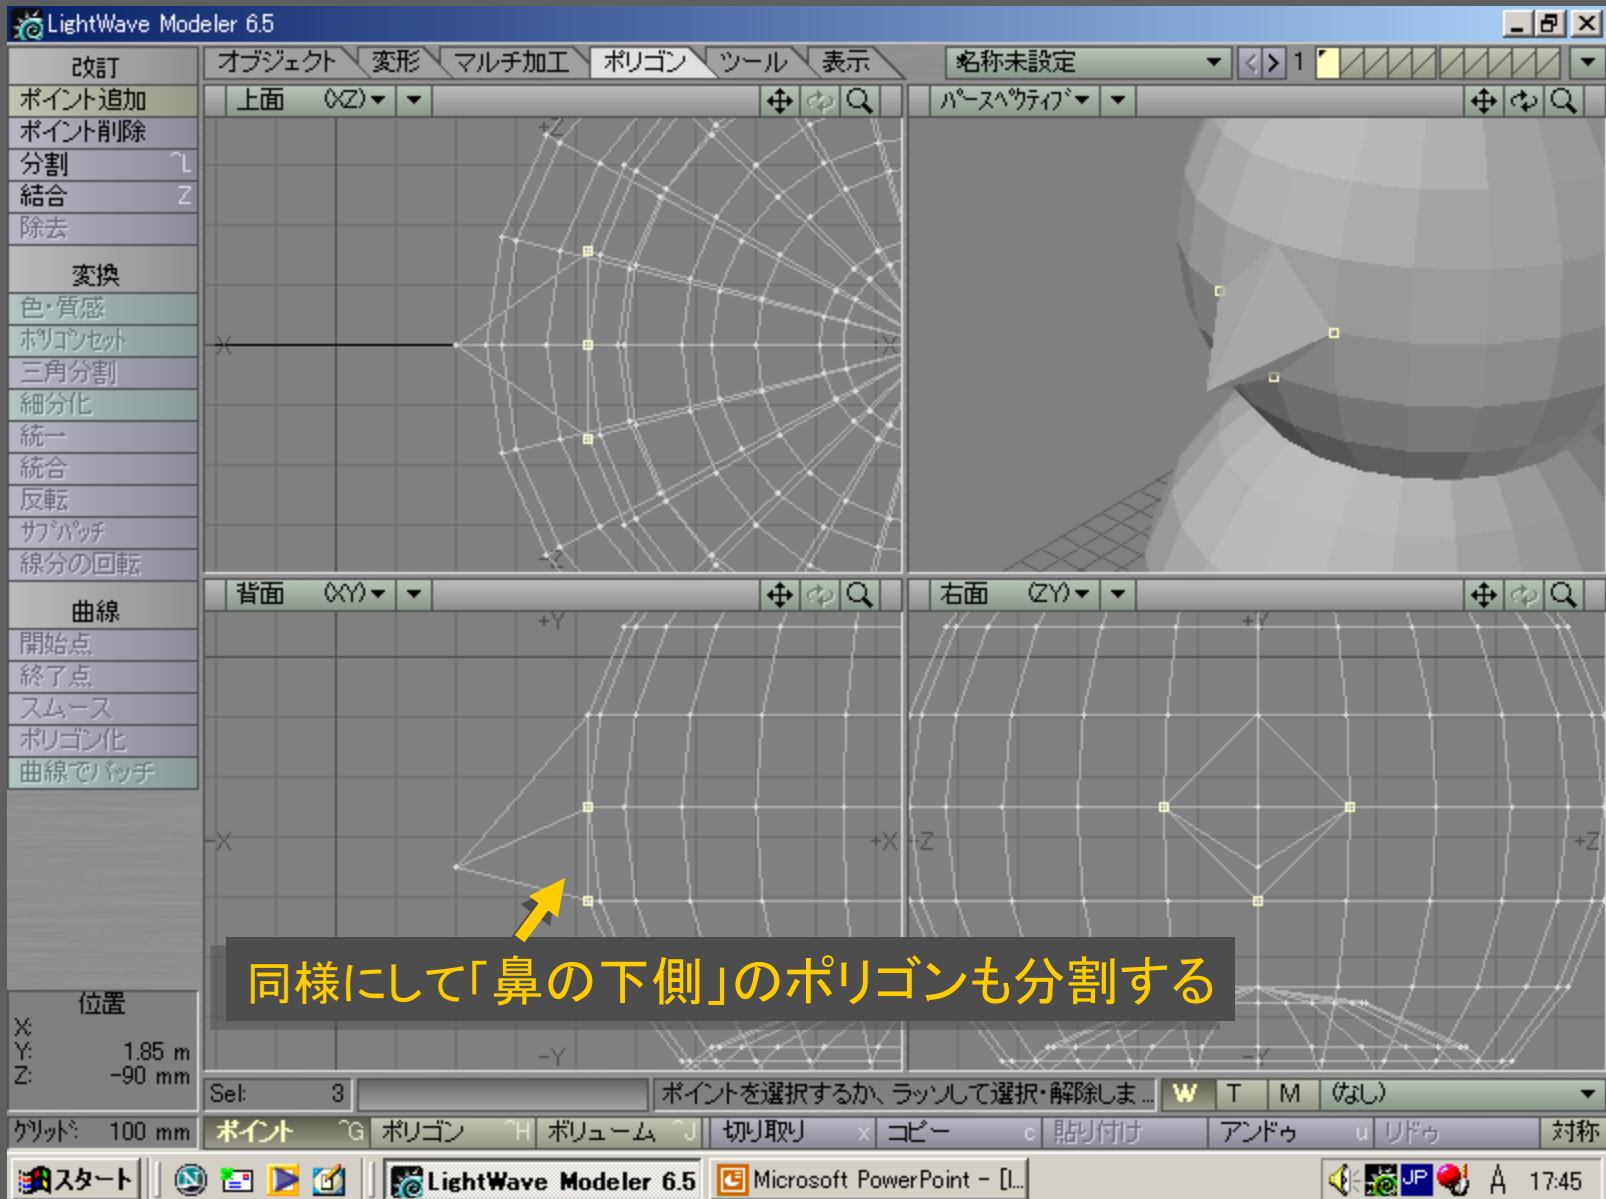 LightWave Modeler 6.5
改訂
オブジェクト 変形 マルチ加工 ポリゴン ツール 表示 名称未設定 < > 1
ポイント追加
上面 (XZ)
パースペクティブ
ポイント削除
分割 ^L
結合 Z
除去
変換
色・質感
ポリゴンセット
三角分割
細分化
統一
統合
反転
サブパッチ
線分の回転
曲線
開始点
終了点
スムース
ポリゴン化
曲線でパッチ
+Z
-X
+X
-Z
背面 (XY)
右面 (ZY)
+Y
+Y
-X
+X
-Z
+Z
同様にして「鼻の下側」のポリゴンも分割する
-Y
-Y
位置
X:
Y: 1.85 m
Z: -90 mm
Sel: 3
ポイントを選択するか、ラッソして選択・解除しま...
W T M (なし)
グリッド: 100 mm
ポイント ^G ポリゴン ^H ボリューム ^J 切り取り x コピー c 貼り付け アンドゥ u リドゥ 対称
スタート
LightWave Modeler 6.5
Microsoft PowerPoint - [l...
JP A 17:45